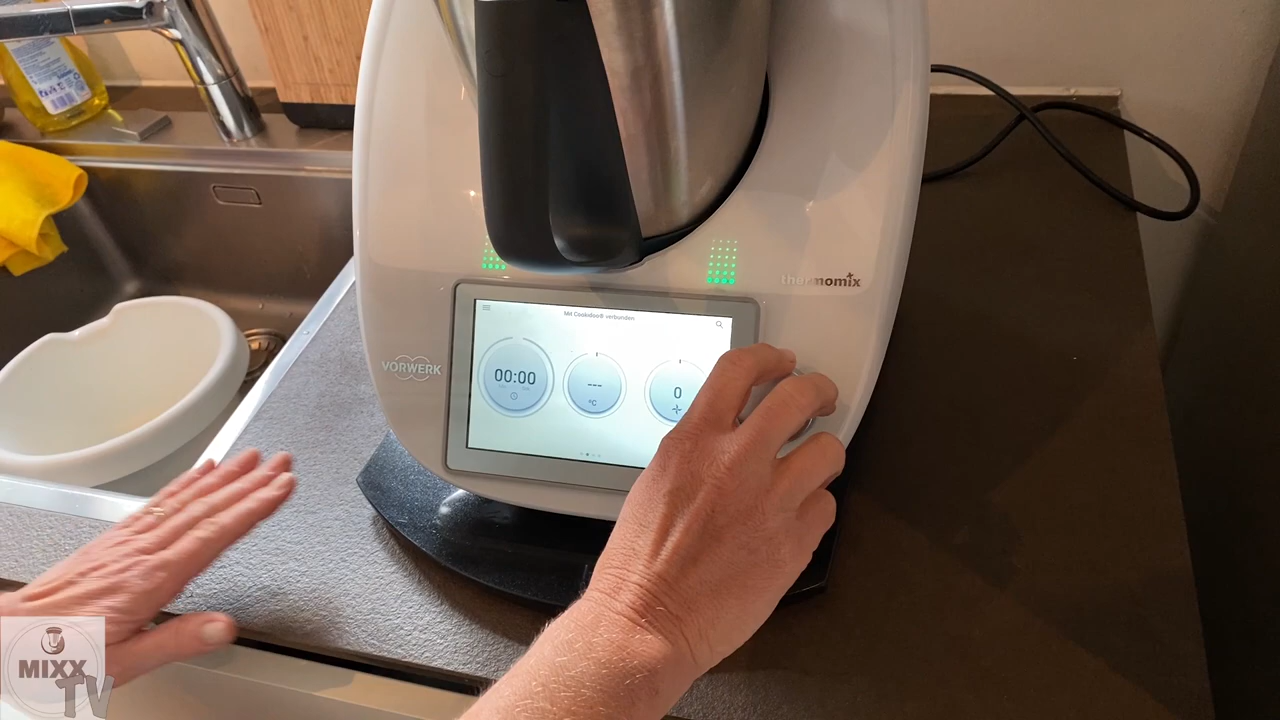 thermomix
Mit Cookidoo® verbunden
VORWERK
00:00
---
°C
0
MIXX
TV